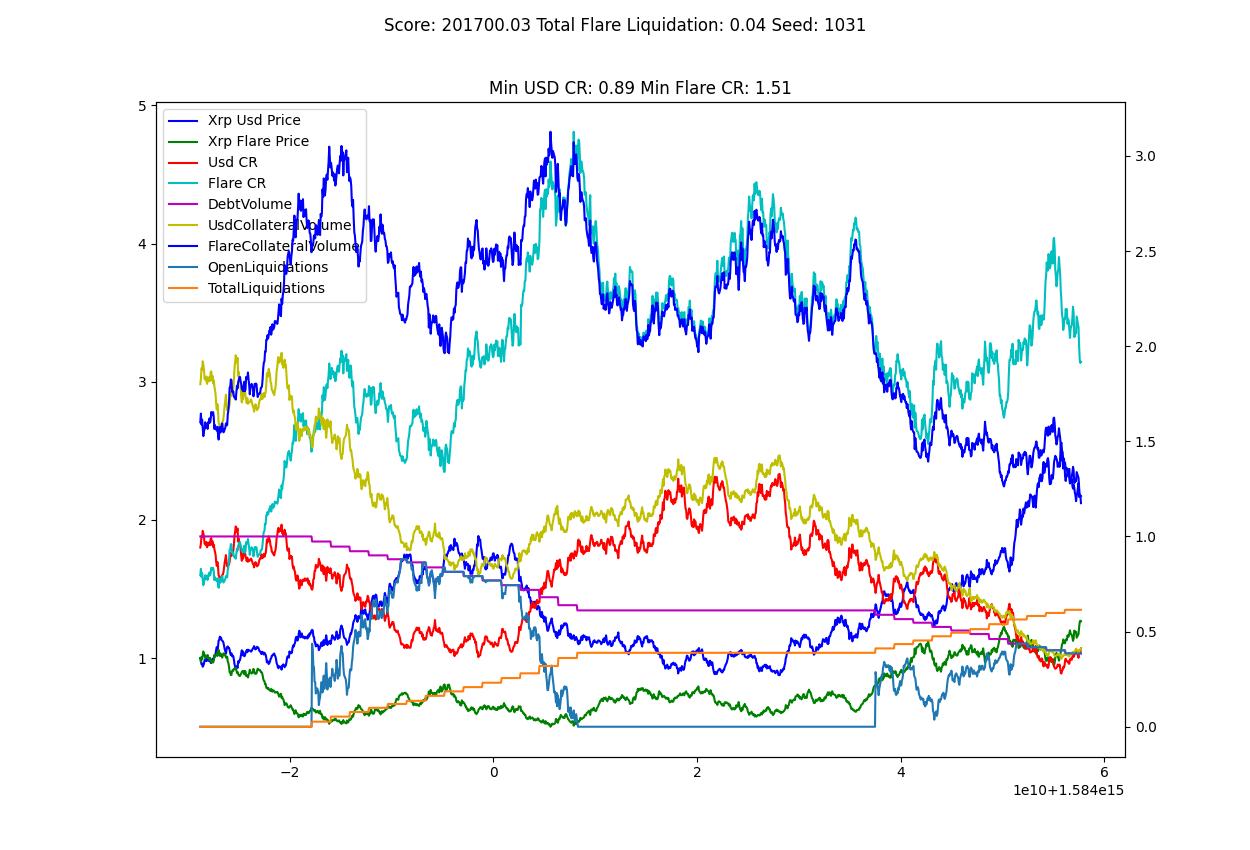 Score: 201700.03 Total Flare Liquidation: 0.04 Seed: 1031
Min USD CR: 0.89 Min Flare CR: 1.51
Xrp Usd Price
Xrp Flare Price
Usd CR
Flare CR
DebtVolume
UsdCollateralVolume
FlareCollateralVolume
OpenLiquidations
TotalLiquidations
5
4
3
2
1
3.0
2.5
2.0
1.5
1.0
0.5
0.0
−2 0 2 4 6
1e10+1.584e15